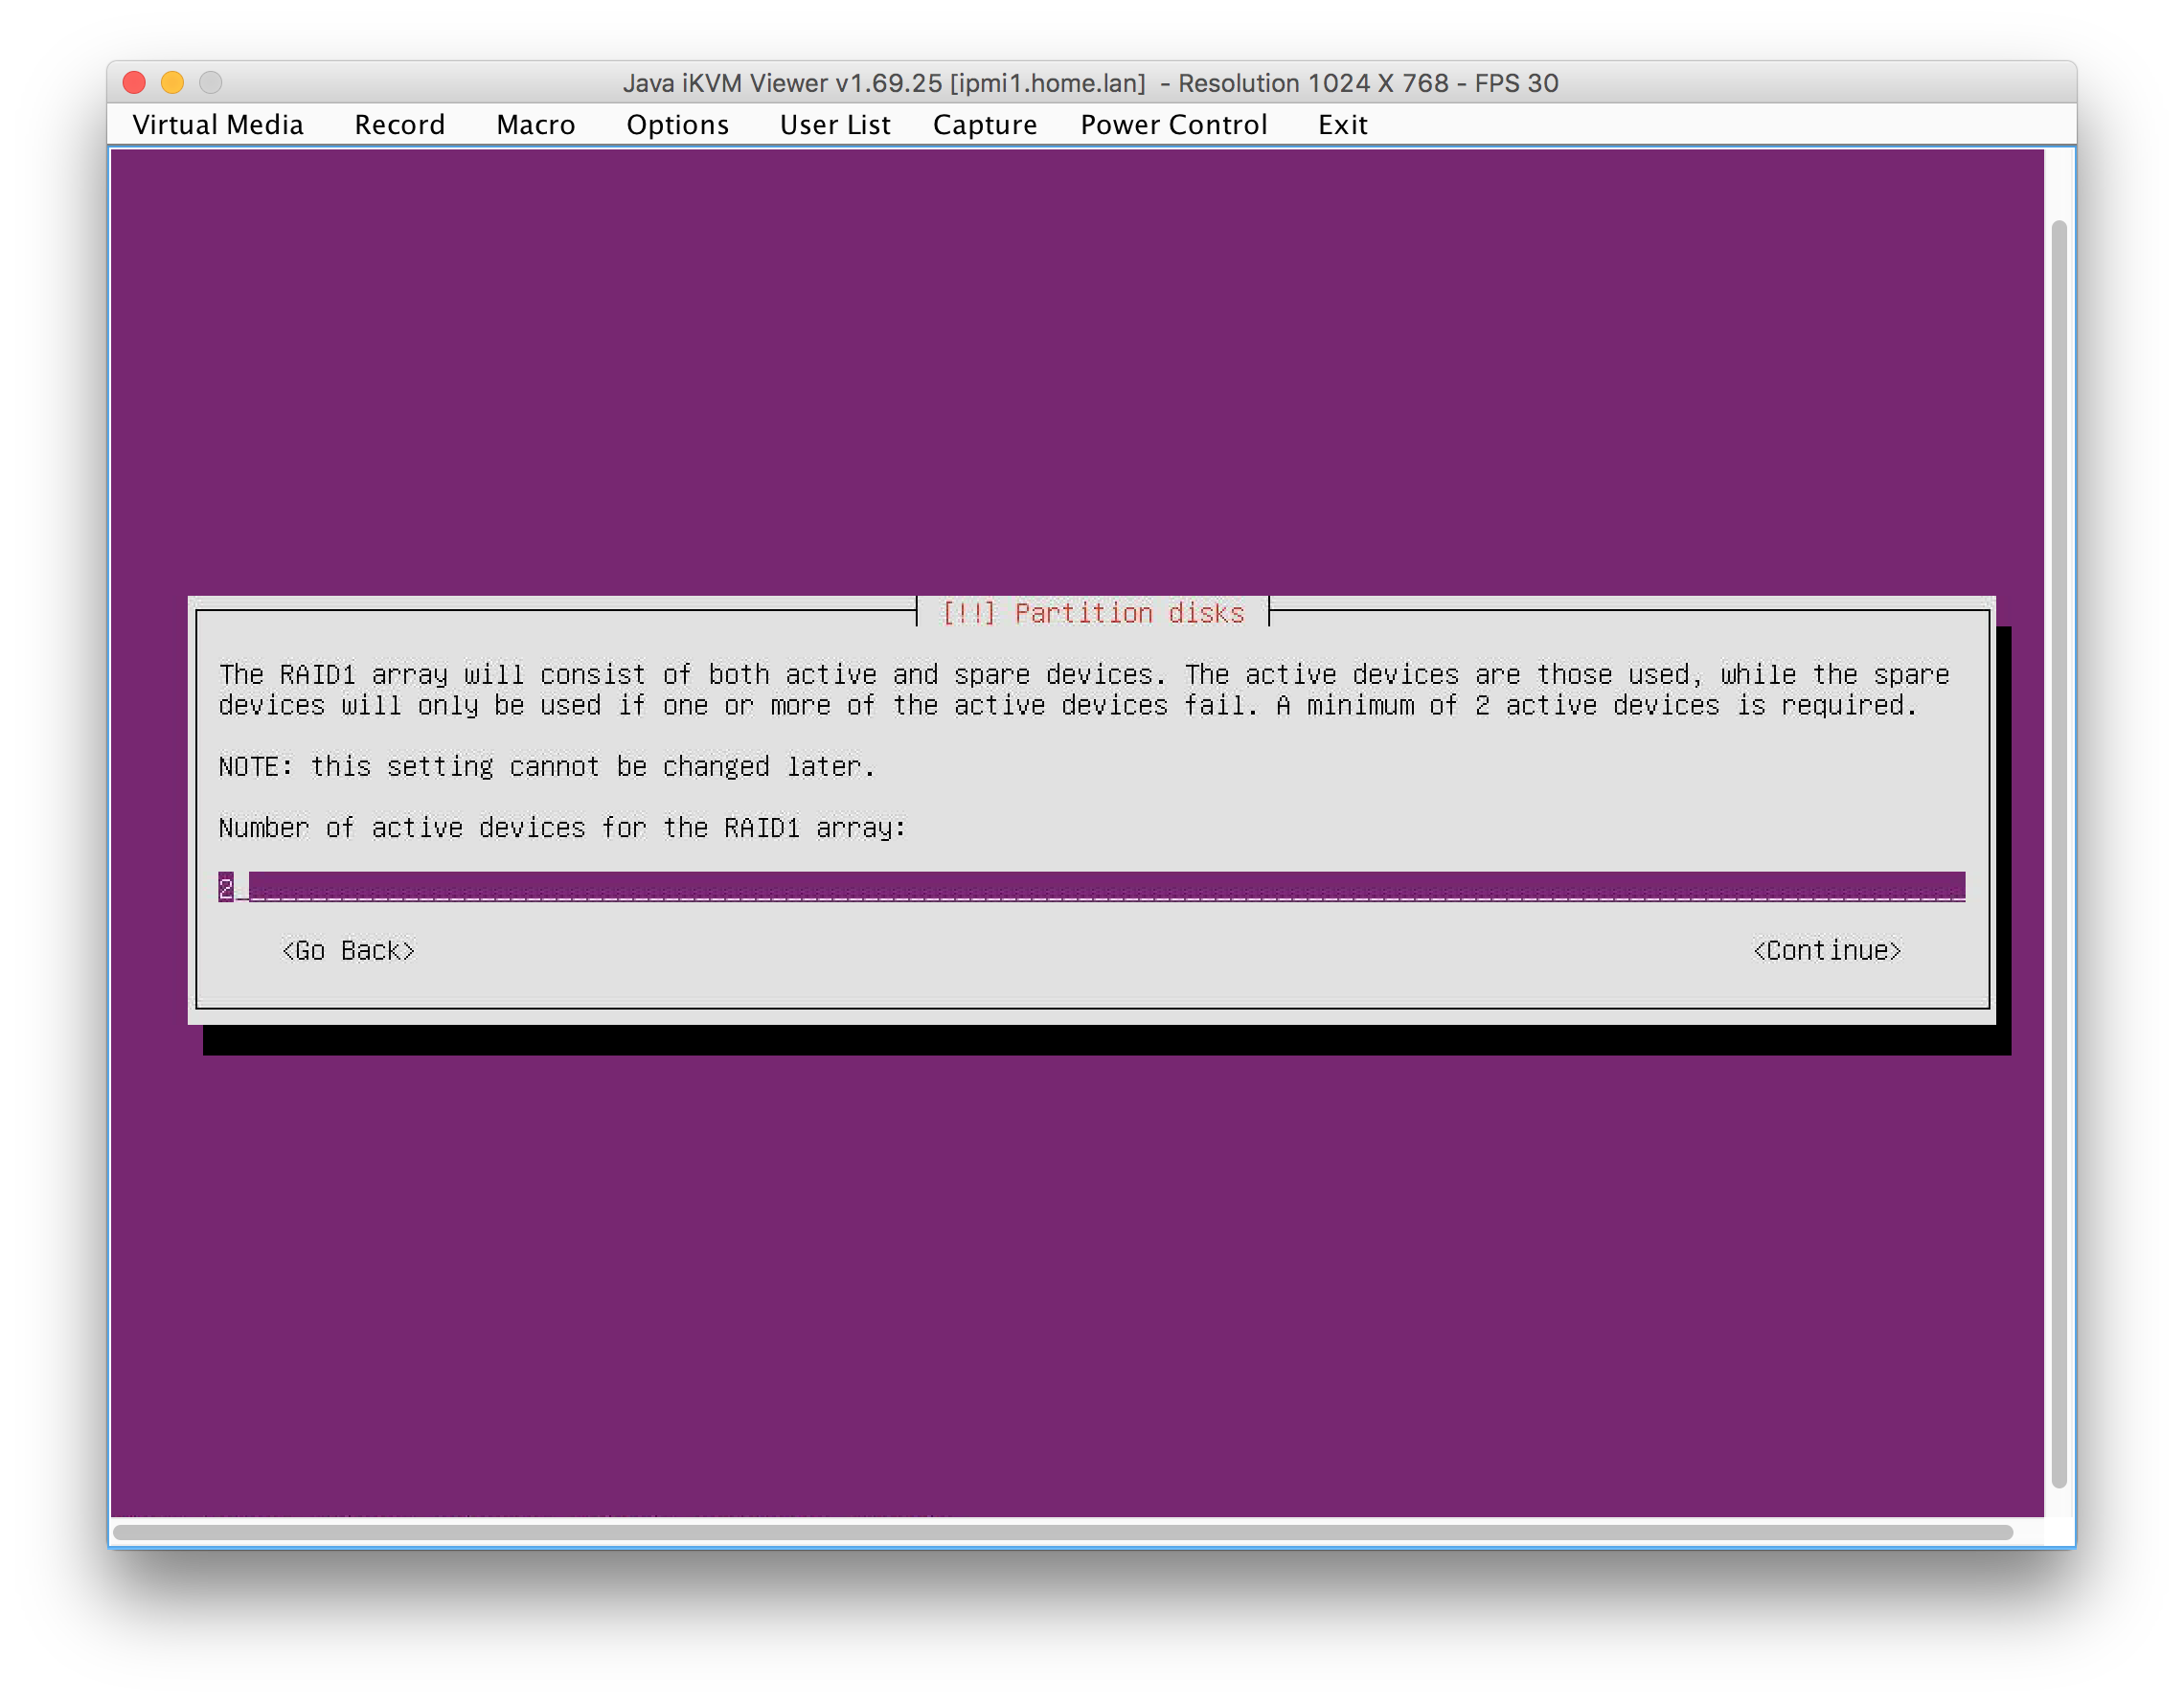 Java iKVM Viewer v1.69.25 [ipmi1.home.lan]  - Resolution 1024 X 768 - FPS 30
Virtual Media Record Macro Options User List Capture Power Control Exit
[!!] Partition disks
The RAID1 array will consist of both active and spare devices. The active devices are those used, while the spare
devices will only be used if one or more of the active devices fail. A minimum of 2 active devices is required.
NOTE: this setting cannot be changed later.
Number of active devices for the RAID1 array:
2
<Go Back> <Continue>